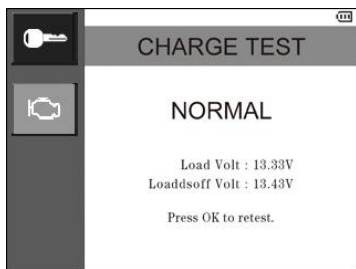 CHARGE TEST
NORMAL
Load Volt : 13.33V
Loaddsoff Volt : 13.43V
Press OK to retest.